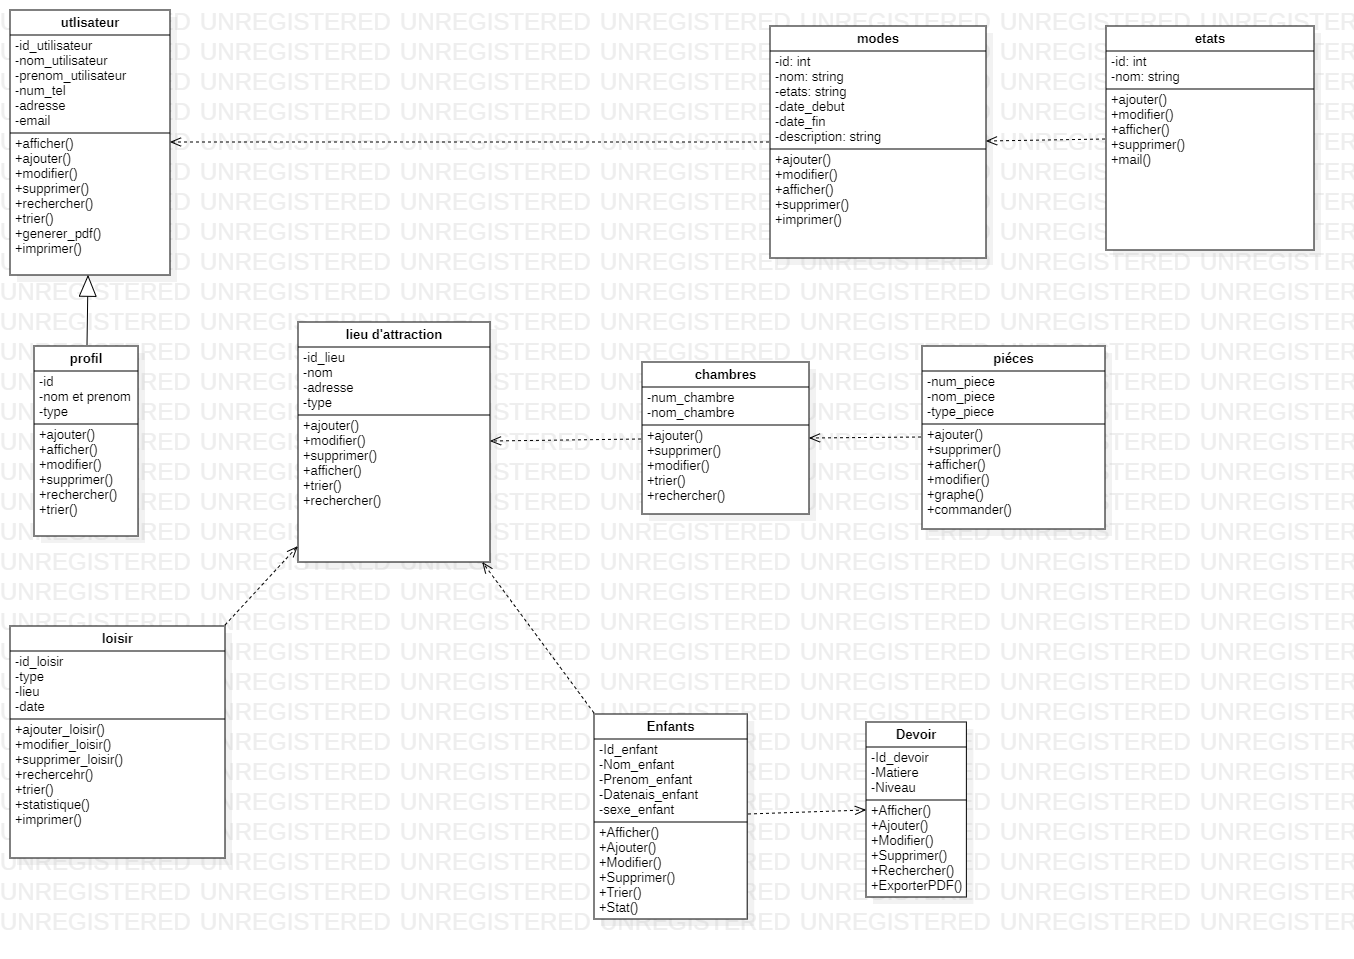 utlisateur
-id_utilisateur
-nom_utilisateur
-prenom_utilisateur
-num_tel
-adresse
-email
+afficher()
+ajouter()
+modifier()
+supprimer()
+rechercher()
+trier()
+generer_pdf()
+imprimer()
modes
-id: int
-nom: string
-etats: string
-date_debut
-date_fin
-description: string
+ajouter()
+modifier()
+afficher()
+supprimer()
+imprimer()
etats
-id: int
-nom: string
+ajouter()
+modifier()
+afficher()
+supprimer()
+mail()
profil
-id
-nom et prenom
-type
+ajouter()
+afficher()
+modifier()
+supprimer()
+rechercher()
+trier()
lieu d'attraction
-id_lieu
-nom
-adresse
-type
+ajouter()
+modifier()
+supprimer()
+afficher()
+trier()
+rechercher()
chambres
-num_chambre
-nom_chambre
+ajouter()
+supprimer()
+modifier()
+trier()
+rechercher()
piéces
-num_piece
-nom_piece
-type_piece
+ajouter()
+supprimer()
+afficher()
+modifier()
+graphe()
+commander()
loisir
-id_loisir
-type
-lieu
-date
+ajouter_loisir()
+modifier_loisir()
+supprimer_loisir()
+rechercehr()
+trier()
+statistique()
+imprimer()
Enfants
-Id_enfant
-Nom_enfant
-Prenom_enfant
-Datenais_enfant
-sexe_enfant
+Afficher()
+Ajouter()
+Modifier()
+Supprimer()
+Trier()
+Stat()
Devoir
-Id_devoir
-Matiere
-Niveau
+Afficher()
+Ajouter()
+Modifier()
+Supprimer()
+Rechercher()
+ExporterPDF()
UNREGISTERED